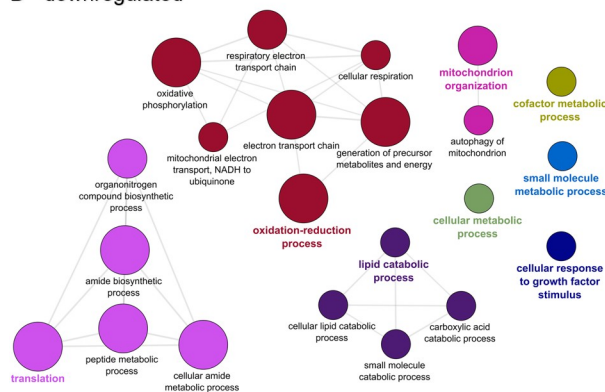 respiratory electron
transport chain
cellular respiration
oxidative
phosphorylation
mitochondrion
organization
cofactor metabolic
process
electron transport chain
mitochondrial electron
transport, NADH to
ubiquinone
generation of precursor
metabolites and energy
autophagy of
mitochondrion
organonitrogen
compound biosynthetic
process
small molecule
metabolic process
cellular metabolic
process
oxidation-reduction
process
lipid catabolic
process
cellular response
to growth factor
stimulus
amide biosynthetic
process
cellular lipid catabolic
process
carboxylic acid
catabolic process
peptide metabolic
process
small molecule
catabolic process
translation
cellular amide
metabolic process